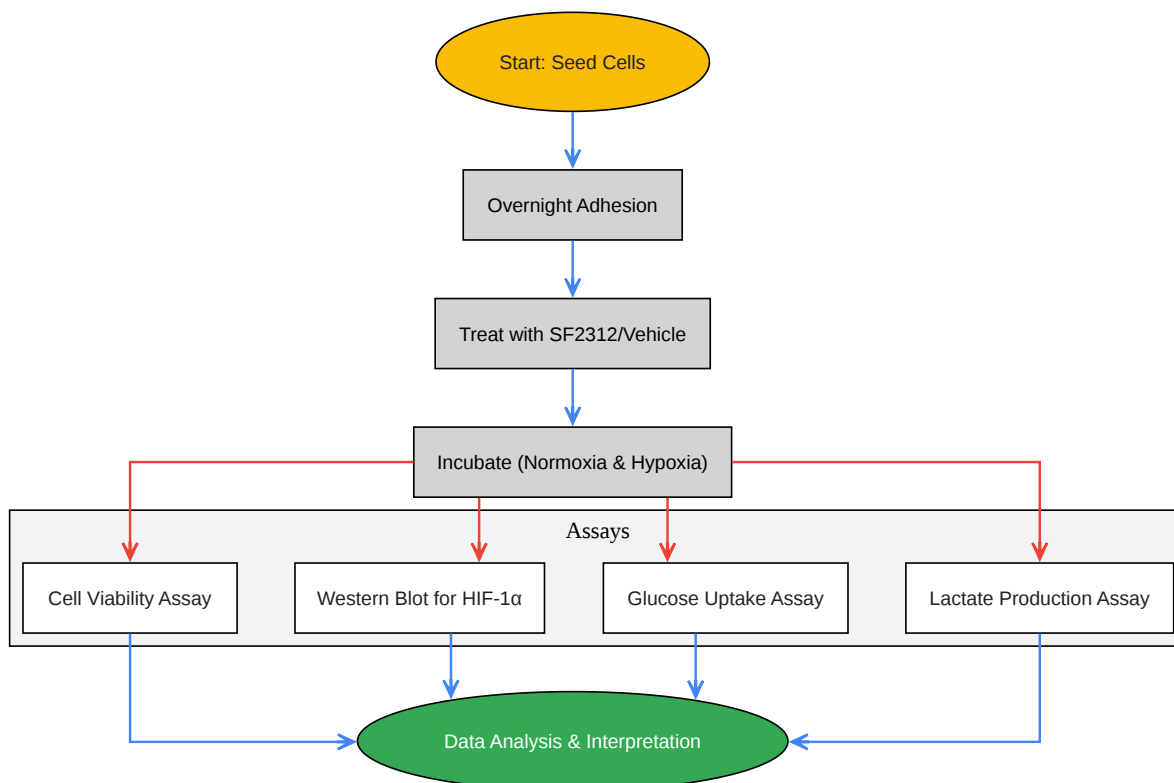 Start: Seed Cells
Overnight Adhesion
Treat with SF2312/Vehicle
Incubate (Normoxia & Hypoxia)
Assays
Cell Viability Assay
Western Blot for HIF-1α
Glucose Uptake Assay
Lactate Production Assay
Data Analysis & Interpretation